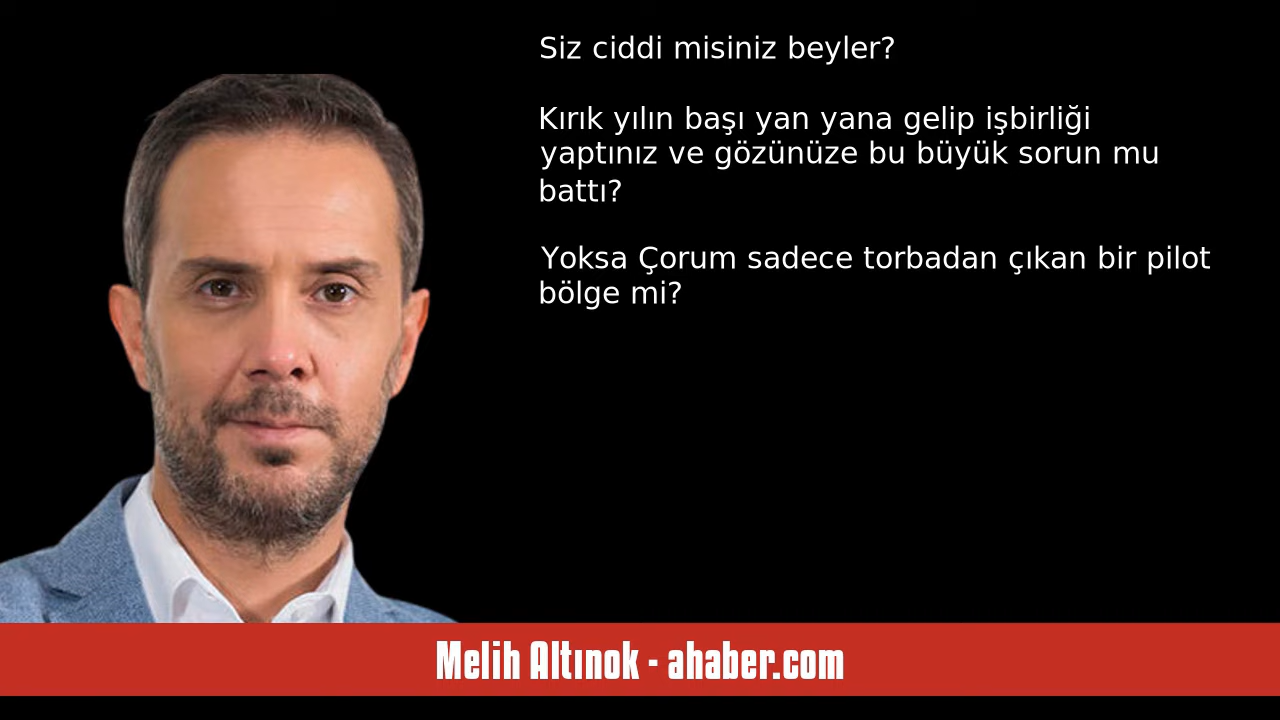 Siz ciddi misiniz beyler?
Kırık yılın başı yan yana gelip işbirliği
yaptınız ve gözünüze bu büyük sorun mu
battı?
Yoksa Çorum sadece torbadan çıkan bir pilot
bölge mi?
Melih Altınok - ahaber.com